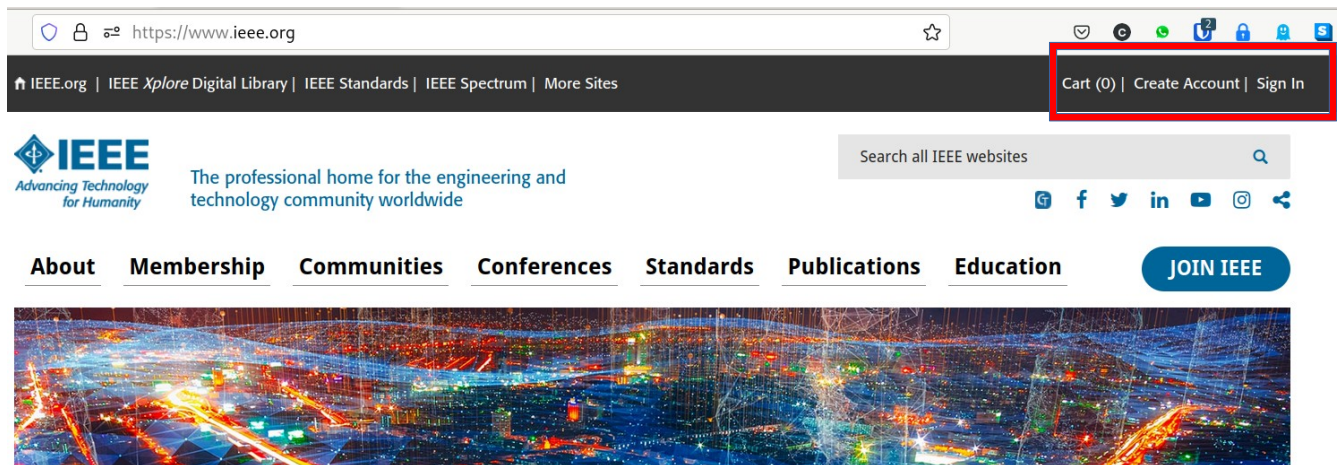 https://www.ieee.org
2
IEEE.org | IEEE Xplore Digital Library | IEEE Standards | IEEE Spectrum | More Sites
Cart (0) | Create Account | Sign In
IEEE
Advancing Technology
for Humanity
The professional home for the engineering and
technology community worldwide
Search all IEEE websites
About Membership Communities Conferences Standards Publications Education
JOIN IEEE